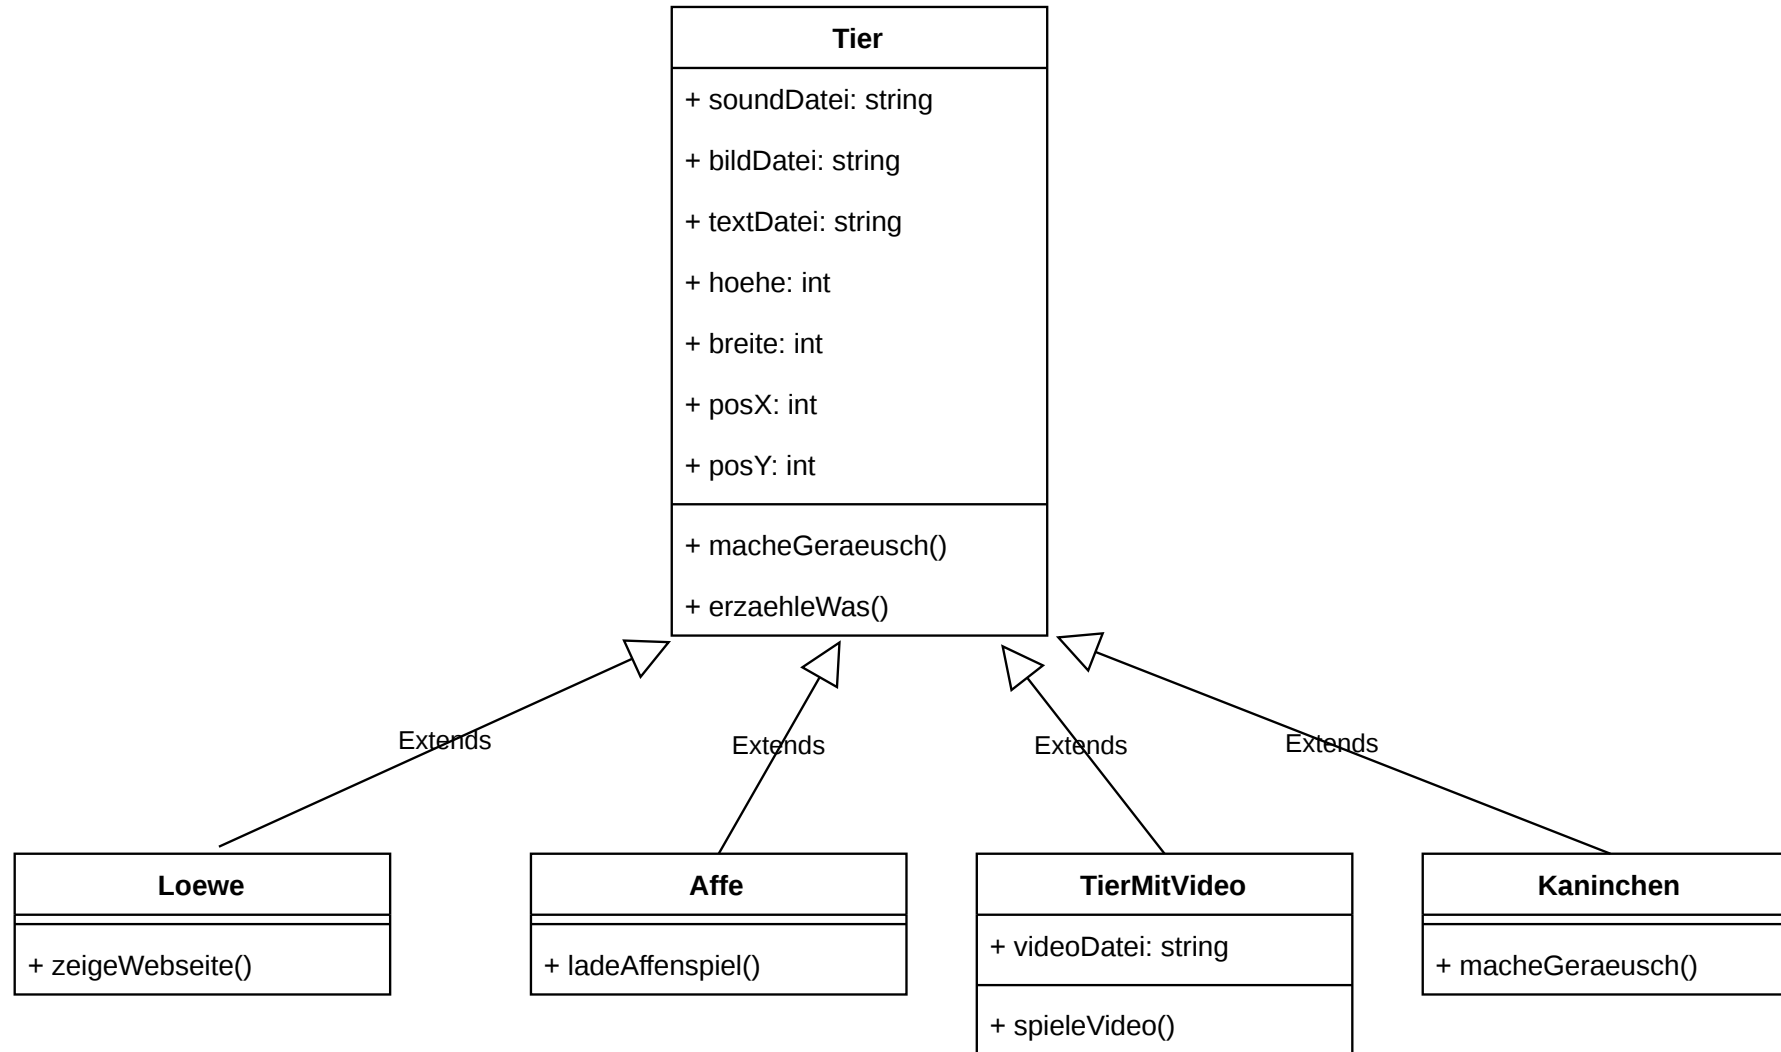 Tier
+ soundDatei: string
+ bildDatei: string
+ textDatei: string
+ hoehe: int
+ breite: int
+ posX: int
+ posY: int
+ macheGeraeusch()
+ erzaehleWas()
Extends
Extends
Extends
Extends
Loewe
+ zeigeWebseite()
Affe
+ ladeAffenspiel()
TierMitVideo
+ videoDatei: string
+ spieleVideo()
Kaninchen
+ macheGeraeusch()